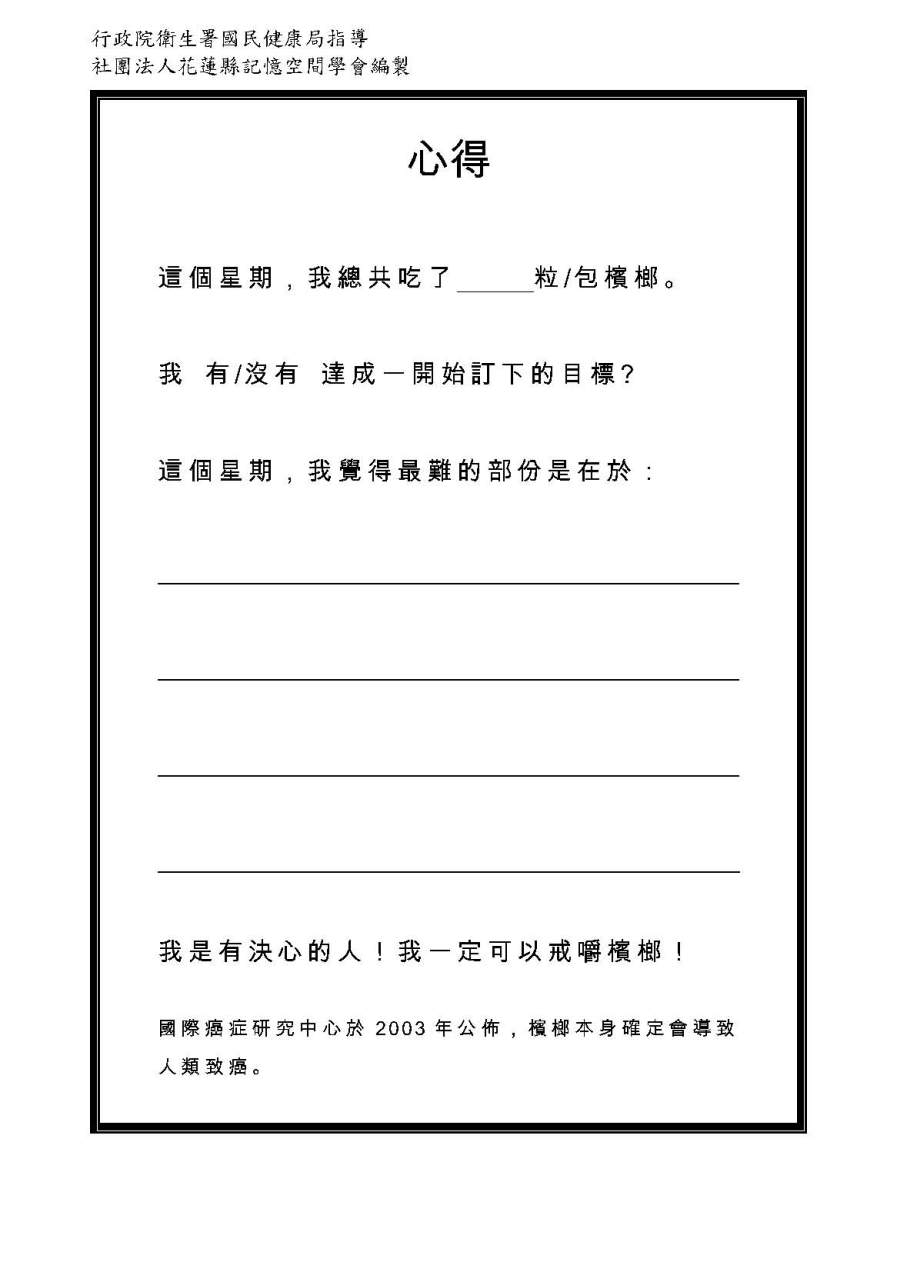 行政院衛生署國民健康局指導
社團法人花蓮縣記憶空間學會編製
心得
這個星期，我總共吃了______粒/包檳榔。
我 有/沒有 達成一開始訂下的目標?
這個星期，我覺得最難的部份是在於：
我是有決心的人！我一定可以戒嚼檳榔！
國際癌症研究中心於 2003 年公佈，檳榔本身確定會導致
人類致癌。